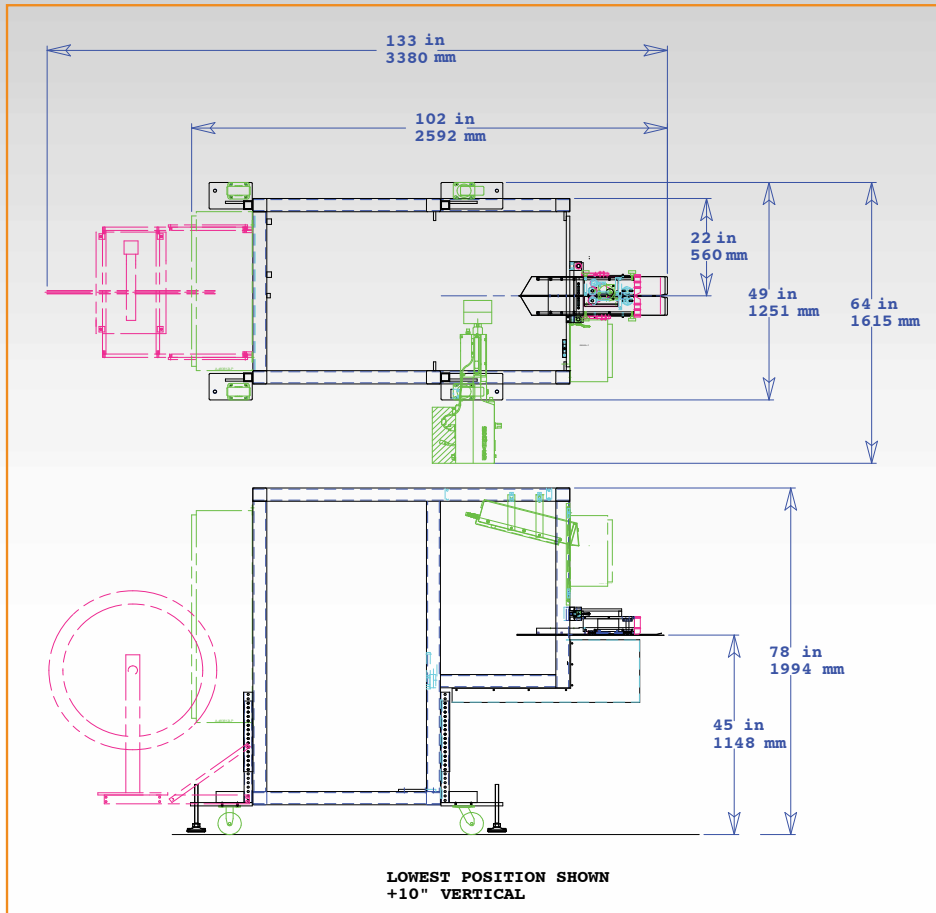 133 in
3380 mm
102 in
2592 mm
22 in
560 mm
49 in
1251 mm
64 in
1615 mm
78 in
1994 mm
45 in
1148 mm
LOWEST POSITION SHOWN
+10" VERTICAL